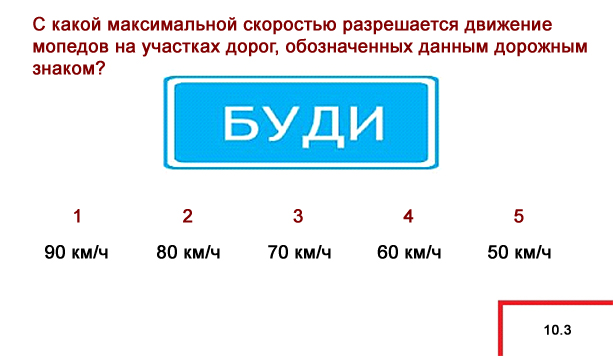 С какой максимальной скоростью разрешается движение
мопедов на участках дорог, обозначенных данным дорожным
знаком?
БУДИ
1 2 3 4 5
90 км/ч 80 км/ч 70 км/ч 60 км/ч 50 км/ч
10.3